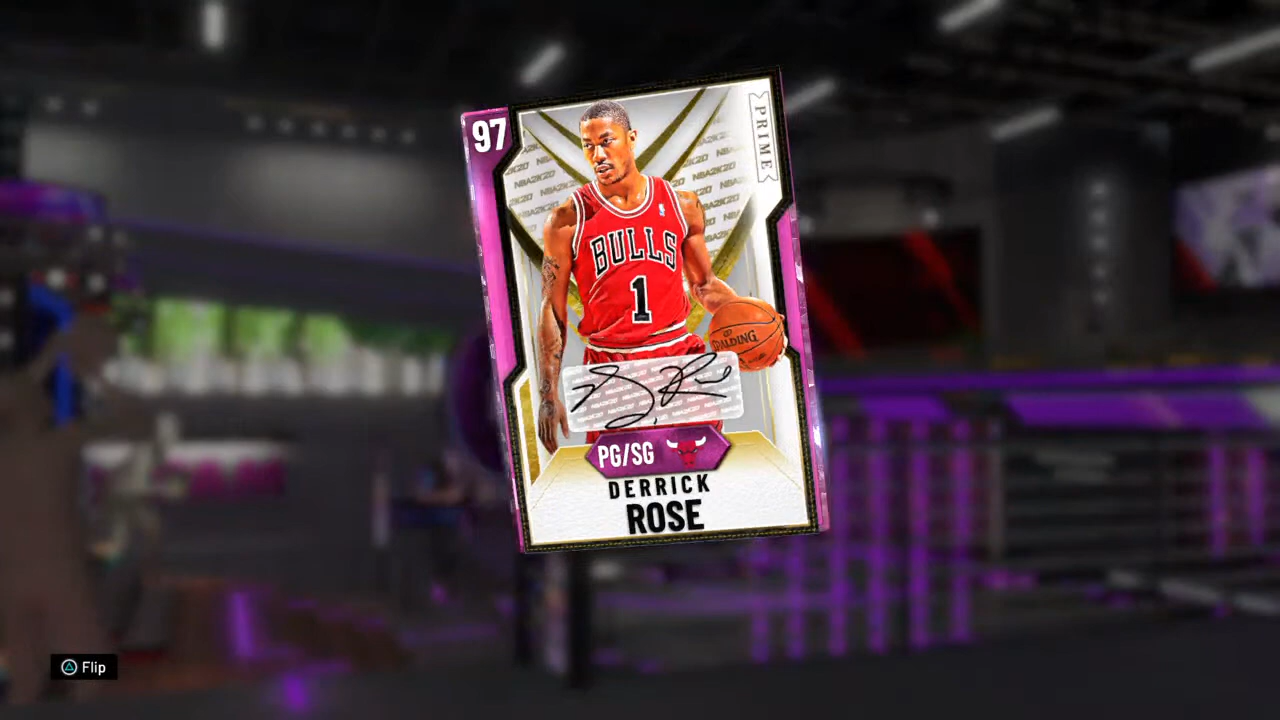 97
PRIME
NBA2K20
BULLS
1
SPALDING
PG/SG
DERRICK
ROSE
Flip